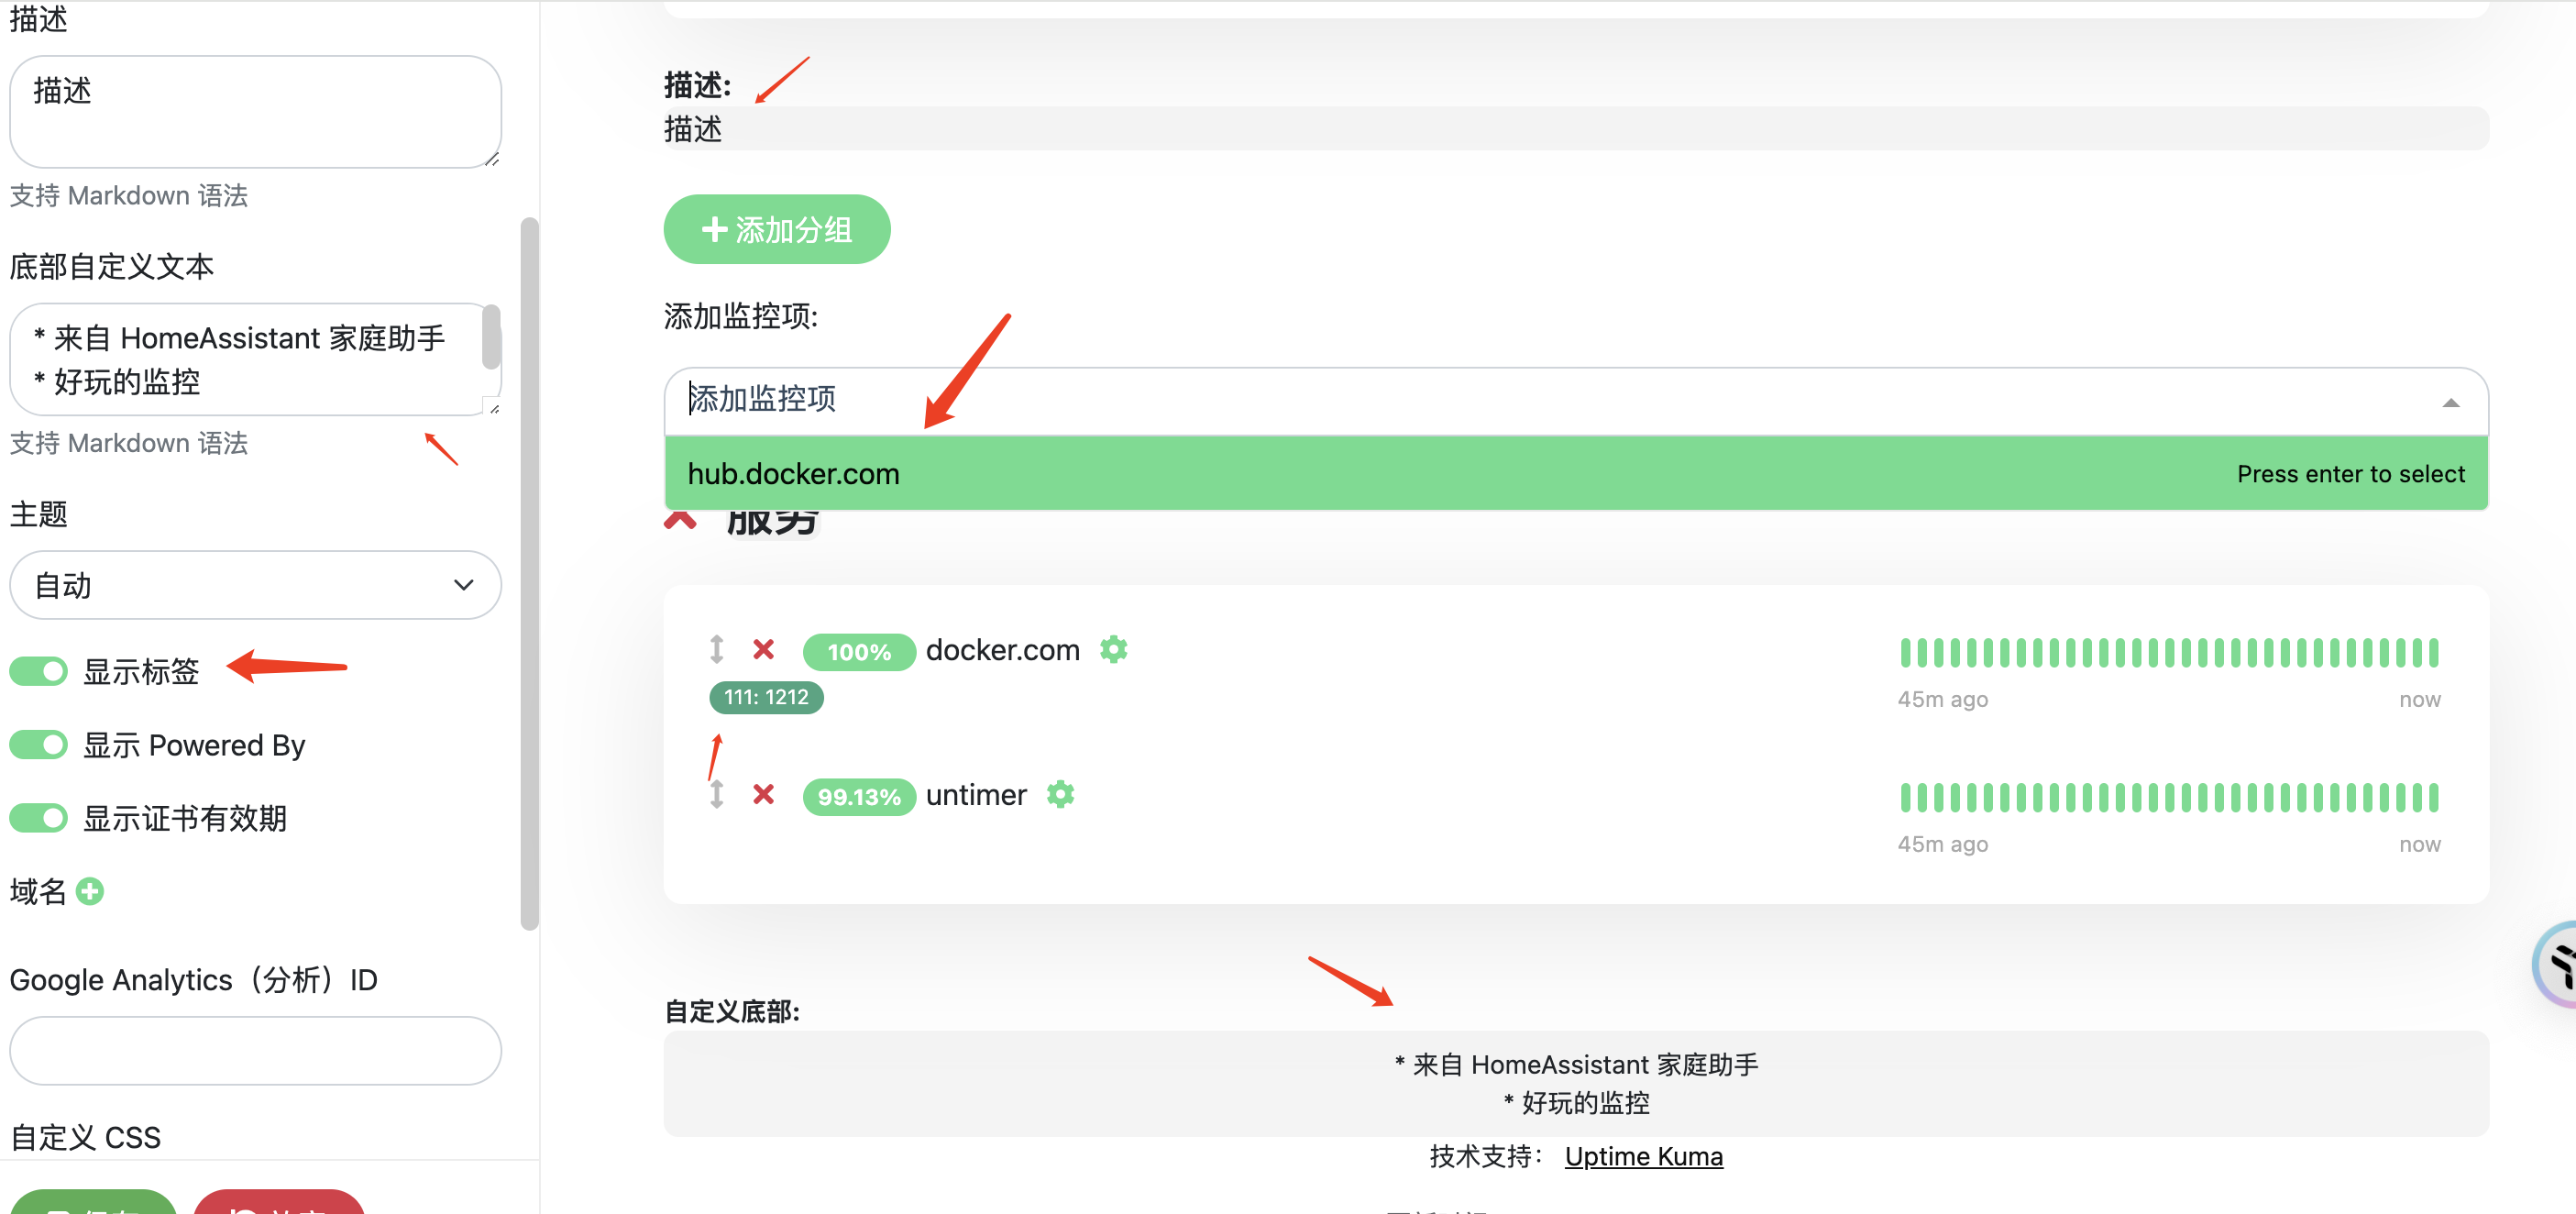 描述
描述
支持 Markdown 语法
底部自定义文本
* 来自 HomeAssistant 家庭助手
* 好玩的监控
支持 Markdown 语法
主题
自动
显示标签
显示 Powered By
显示证书有效期
域名
Google Analytics（分析）ID
自定义 CSS
描述:
描述
添加分组
添加监控项:
添加监控项
hub.docker.com
Press enter to select
服务
100% docker.com
111: 1212
45m ago
now
99.13% untimer
45m ago
now
自定义底部:
* 来自 HomeAssistant 家庭助手
* 好玩的监控
技术支持： Uptime Kuma